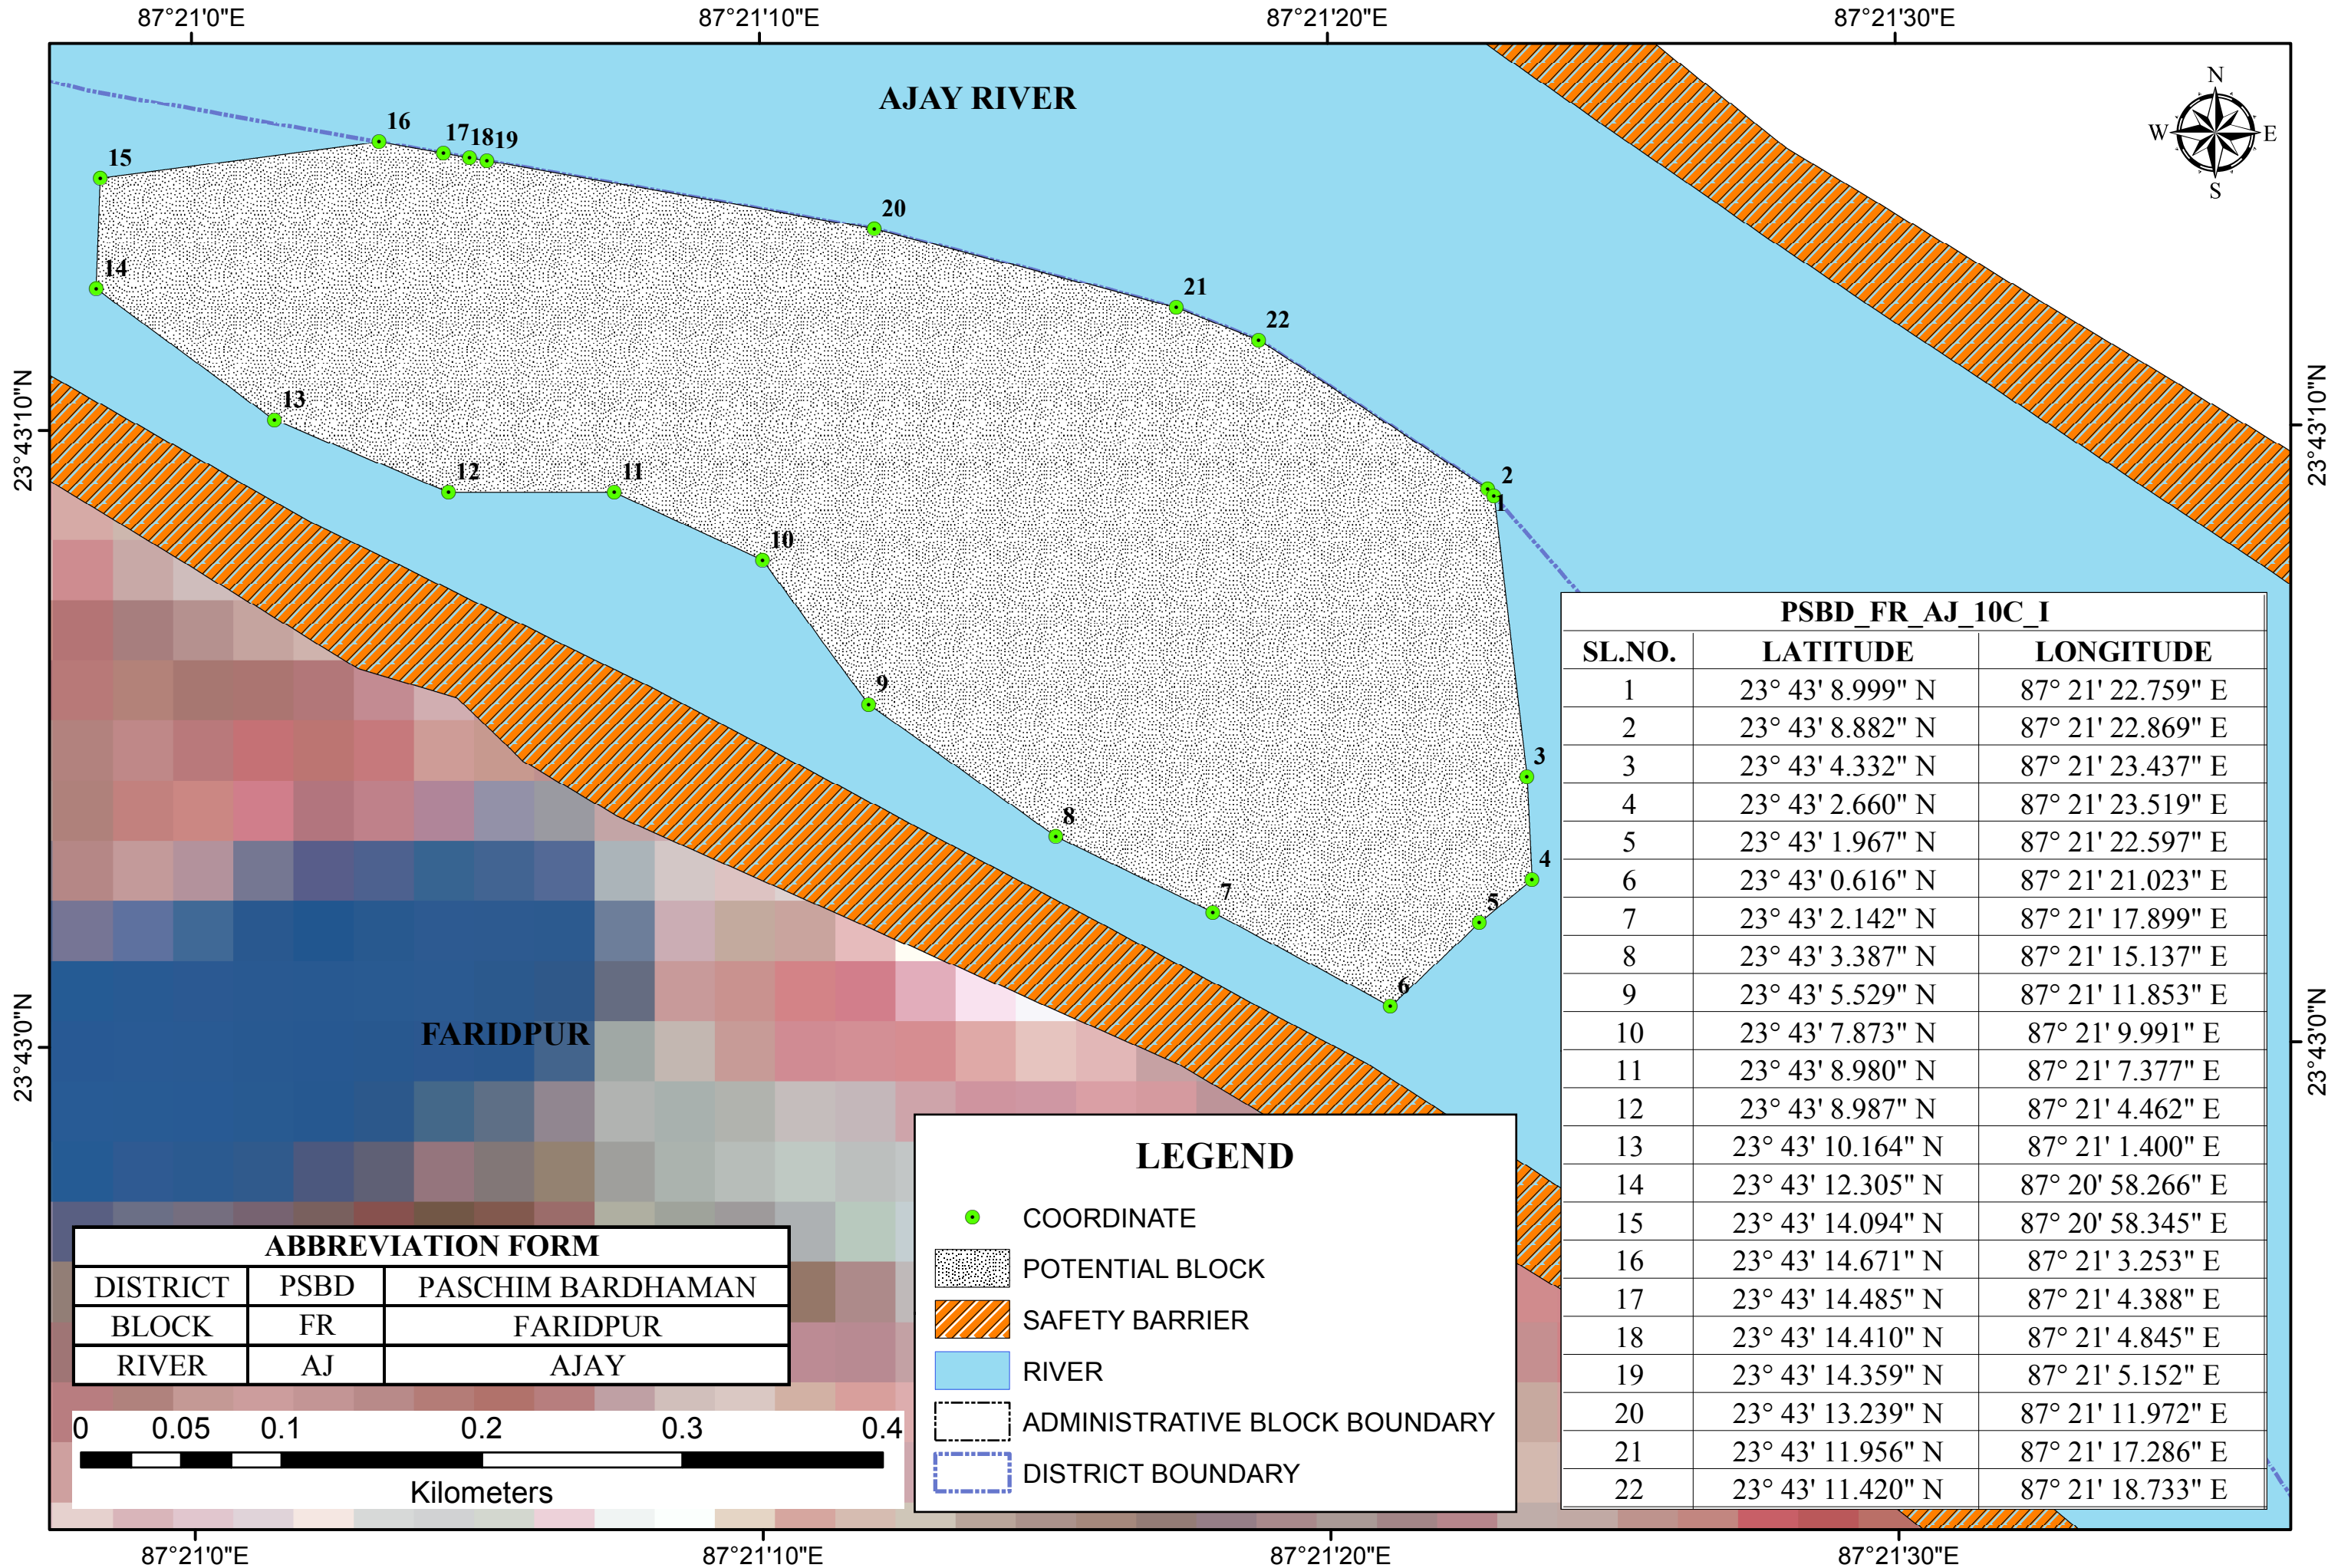 87°21'0"E 87°21'10"E 87°21'20"E 87°21'30"E
AJAY RIVER
N
W E
S
16
17 18 19
15
20
14
21
22
23°43'10"N 23°43'10"N
13
12 11
2
1
10
9
3
8
4
7
5
6
23°43'0"N 23°43'0"N
FARIDPUR
PSBD_FR_AJ_10C_I
SL.NO. LATITUDE LONGITUDE
1 23° 43' 8.999" N 87° 21' 22.759" E
2 23° 43' 8.882" N 87° 21' 22.869" E
3 23° 43' 4.332" N 87° 21' 23.437" E
4 23° 43' 2.660" N 87° 21' 23.519" E
5 23° 43' 1.967" N 87° 21' 22.597" E
6 23° 43' 0.616" N 87° 21' 21.023" E
7 23° 43' 2.142" N 87° 21' 17.899" E
8 23° 43' 3.387" N 87° 21' 15.137" E
9 23° 43' 5.529" N 87° 21' 11.853" E
10 23° 43' 7.873" N 87° 21' 9.991" E
11 23° 43' 8.980" N 87° 21' 7.377" E
12 23° 43' 8.987" N 87° 21' 4.462" E
13 23° 43' 10.164" N 87° 21' 1.400" E
14 23° 43' 12.305" N 87° 20' 58.266" E
15 23° 43' 14.094" N 87° 20' 58.345" E
16 23° 43' 14.671" N 87° 21' 3.253" E
17 23° 43' 14.485" N 87° 21' 4.388" E
18 23° 43' 14.410" N 87° 21' 4.845" E
19 23° 43' 14.359" N 87° 21' 5.152" E
20 23° 43' 13.239" N 87° 21' 11.972" E
21 23° 43' 11.956" N 87° 21' 17.286" E
22 23° 43' 11.420" N 87° 21' 18.733" E
LEGEND
COORDINATE
POTENTIAL BLOCK
SAFETY BARRIER
RIVER
ADMINISTRATIVE BLOCK BOUNDARY
DISTRICT BOUNDARY
ABBREVIATION FORM
DISTRICT PSBD PASCHIM BARDHAMAN
BLOCK FR FARIDPUR
RIVER AJ AJAY
0 0.05 0.1 0.2 0.3 0.4
Kilometers
87°21'0"E 87°21'10"E 87°21'20"E 87°21'30"E